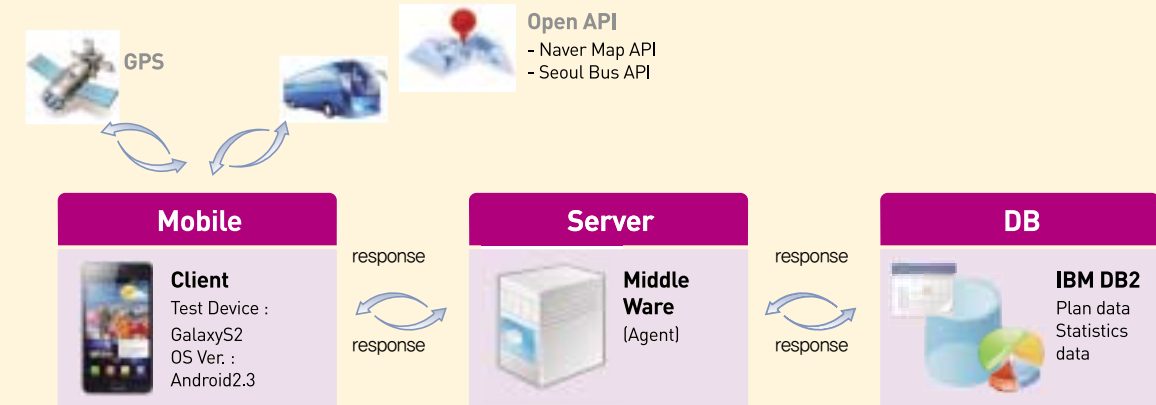 Open API
- Naver Map API
- Seoul Bus API
GPS
Mobile
Client
Test Device :
GalaxyS2
OS Ver. :
Android2.3
response
response
Server
Middle
Ware
(Agent)
response
response
DB
IBM DB2
Plan data
Statistics
data